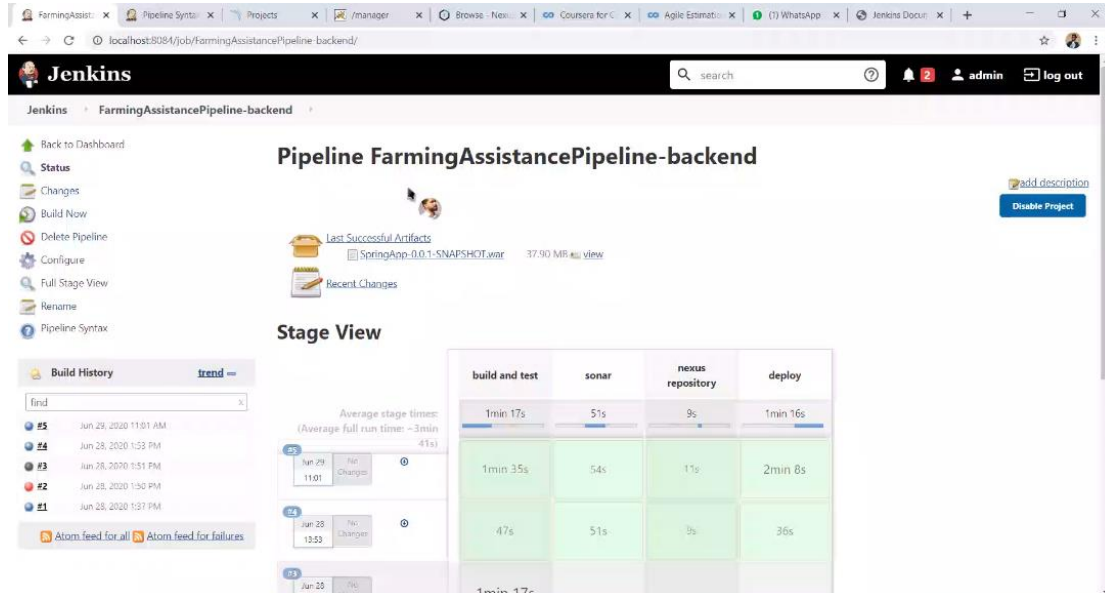 FarmingAssist: Pipeline Synta: Projects /manager Browse - Nex Coursera for C Agile Estimatio (1) WhatsApp Jenkins Docun
localhost:8084/job/FarmingAssistancePipeline-backend/
Jenkins
search
2
admin
log out
Jenkins FarmingAssistancePipeline-backend
Back to Dashboard
Status
Changes
Build Now
Delete Pipeline
Configure
Full Stage View
Rename
Pipeline Syntax
Build History trend
find x
#5 Jun 29, 2020 11:01 AM
#4 Jun 28, 2020 1:53 PM
#3 Jun 28, 2020 1:51 PM
#2 Jun 28, 2020 1:50 PM
#1 Jun 28, 2020 1:37 PM
Atom feed for all Atom feed for failures
Pipeline FarmingAssistancePipeline-backend
add description
Disable Project
Last Successful Artifacts
SpringApp-0.0.1-SNAPSHOT.war 37.90 MB view
Recent Changes
Stage View
build and test sonar nexus repository deploy
Average stage times: 1min 17s 51s 9s 1min 16s
(Average full run time: ~3min
41s)
#5
Jun 29 No
11:01 Changes
1min 35s 54s 11s 2min 8s
#4
Jun 28 No
13:53 Changes
47s 51s 9s 36s
#3
Jun 28 No
1min 17s